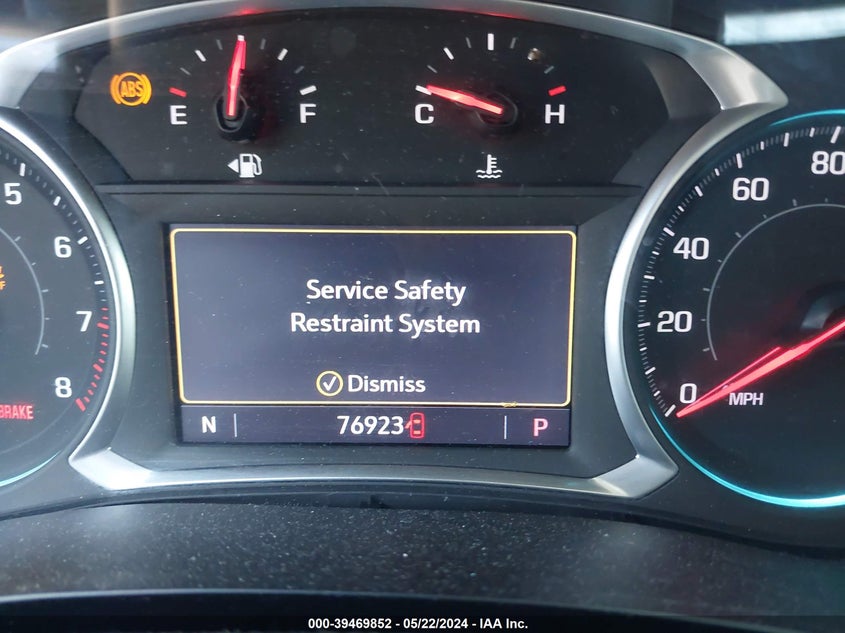 ABS
E F
C H
5
6
7
8
BRAKE
Service Safety
Restraint System
Dismiss
N 76923 P
80
60
40
20
0
MPH
000-39469852 - 05/22/2024 - IAA Inc.